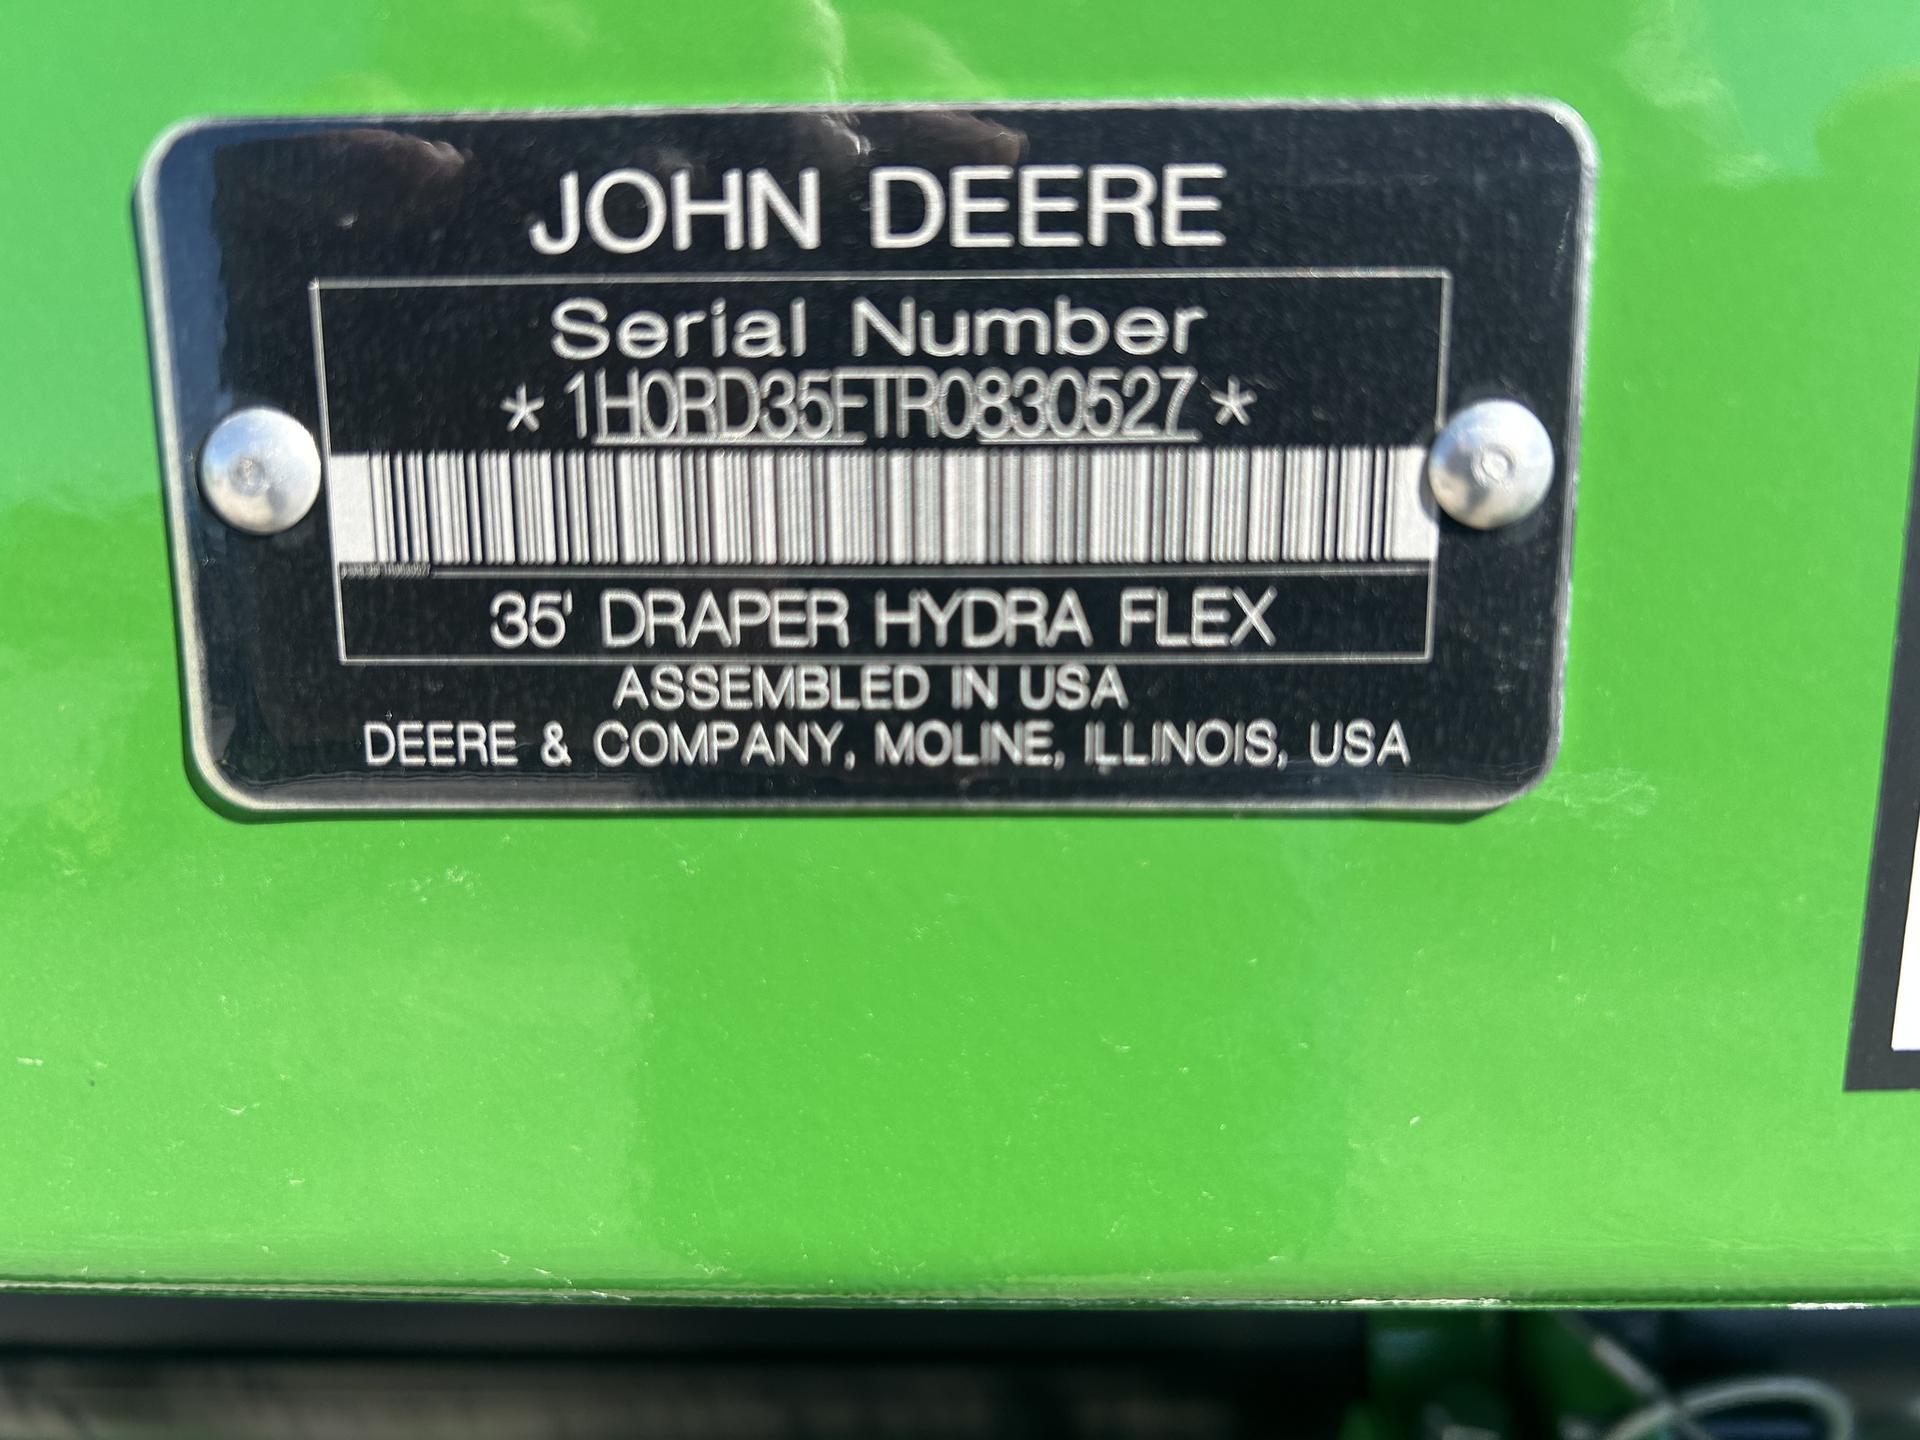 JOHN DEERE
Serial Number
*1H0RD35FTR0830527*
35' DRAPER HYDRA FLEX
ASSEMBLED IN USA
DEERE & COMPANY, MOLINE, ILLINOIS, USA